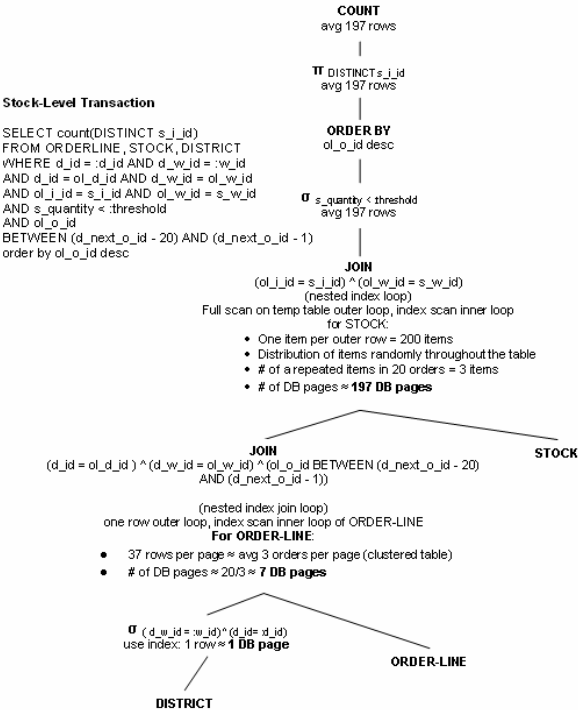 COUNT
avg 197 rows
π DISTINCT s_i_id
avg 197 rows
Stock-Level Transaction
SELECT count(DISTINCT s_i_id)
FROM ORDERLINE, STOCK, DISTRICT
WHERE d_id = :d_id AND d_w_id = :w_id
AND d_id = ol_d_id AND d_w_id = ol_w_id
AND ol_i_id = s_i_id AND ol_w_id = s_w_id
AND s_quantity < :threshold
AND ol_o_id
BETWEEN (d_next_o_id - 20) AND (d_next_o_id - 1)
order by ol_o_id desc
ORDER BY
ol_o_id desc
σ s_quantity < :threshold
avg 197 rows
JOIN
(ol_i_id = s_i_id) ^ (ol_w_id = s_w_id)
(nested index loop)
Full scan on temp table outer loop, index scan inner loop
for STOCK:
• One item per outer row = 200 items
• Distribution of items randomly throughout the table
• # of a repeated items in 20 orders = 3 items
• # of DB pages ≈ 197 DB pages
JOIN
(d_id = ol_d_id ) ^ (d_w_id = ol_w_id) ^ (ol_o_id BETWEEN (d_next_o_id - 20)
AND (d_next_o_id - 1))
STOCK
(nested index join loop)
one row outer loop, index scan inner loop of ORDER-LINE
For ORDER-LINE:
• 37 rows per page ≈ avg 3 orders per page (clustered table)
• # of DB pages ≈ 20/3 ≈ 7 DB pages
σ ( d_w_id = :w_id) ^ (d_id= :d_id)
use index: 1 row ≈ 1 DB page
ORDER-LINE
DISTRICT